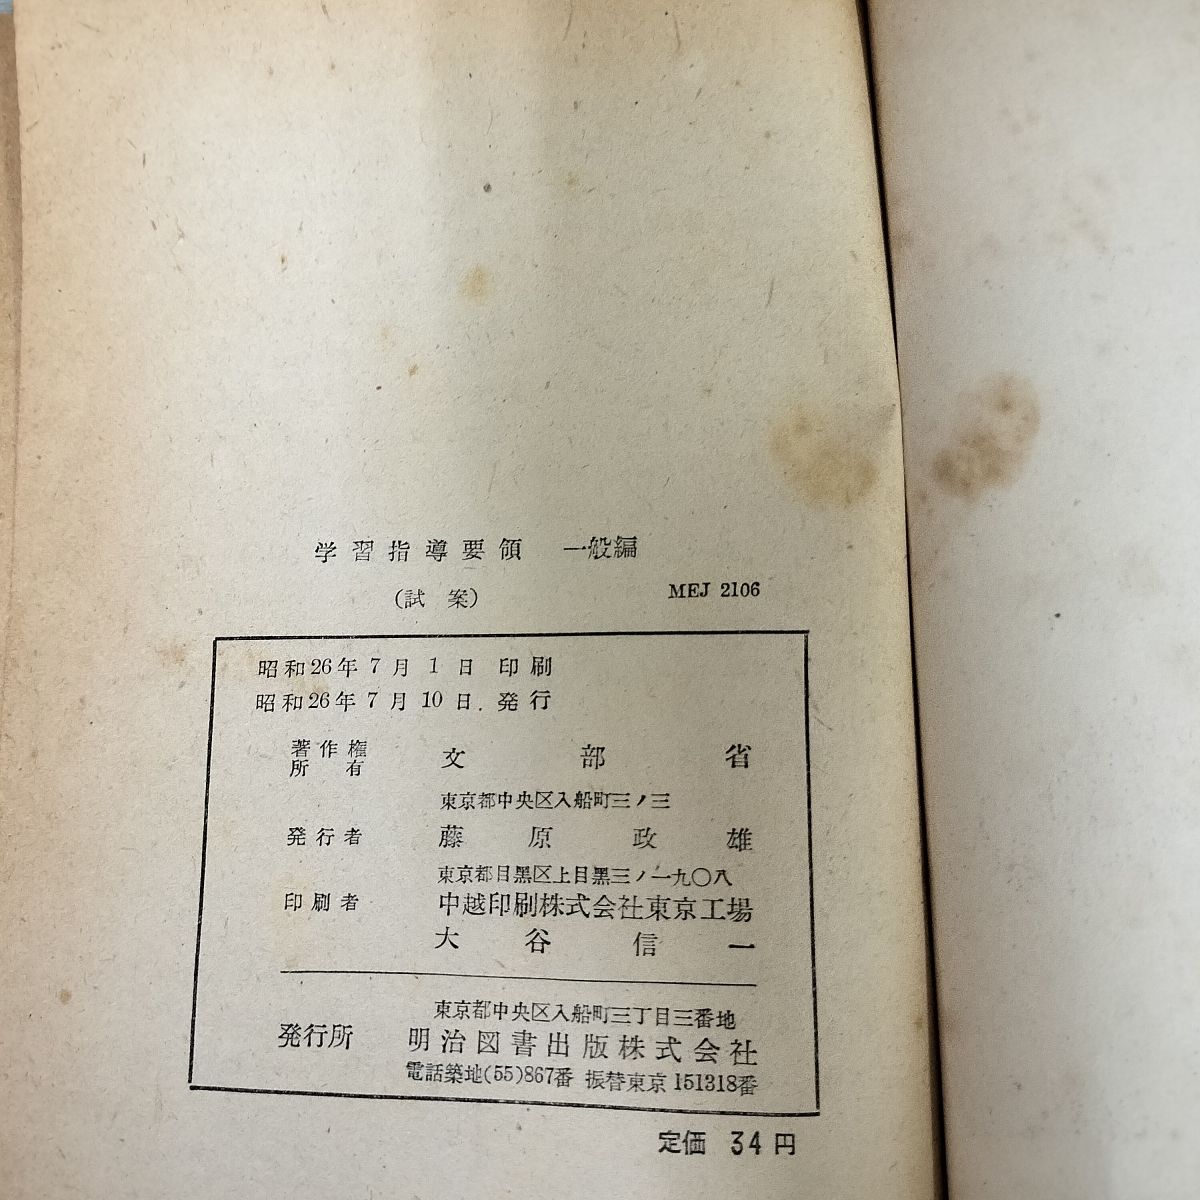 学習指導要領 一般編
(試案) MEJ 2106
昭和26年7月1日 印刷
昭和26年7月10日. 発行
著作権所有 文部省
東京都中央区入船町三ノ三
発行者 藤原政雄
東京都目黒区上目黒三ノ一九〇八
印刷者 中越印刷株式会社東京工場
大谷信一
東京都中央区入船町三丁目三番地
発行所 明治図書出版株式会社
電話築地(55)867番 振替東京 151318番
定価 34円